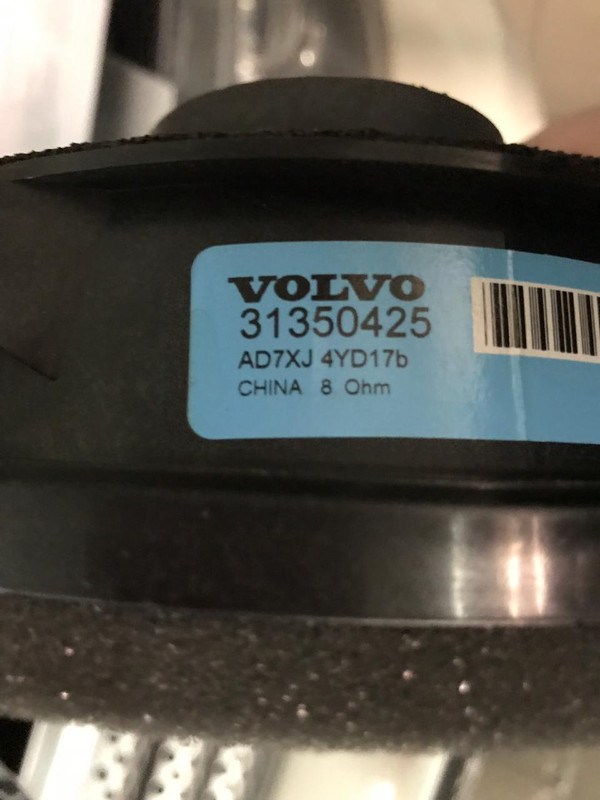 VOLVO
31350425
AD7XJ 4YD17b
CHINA 8 Ohm